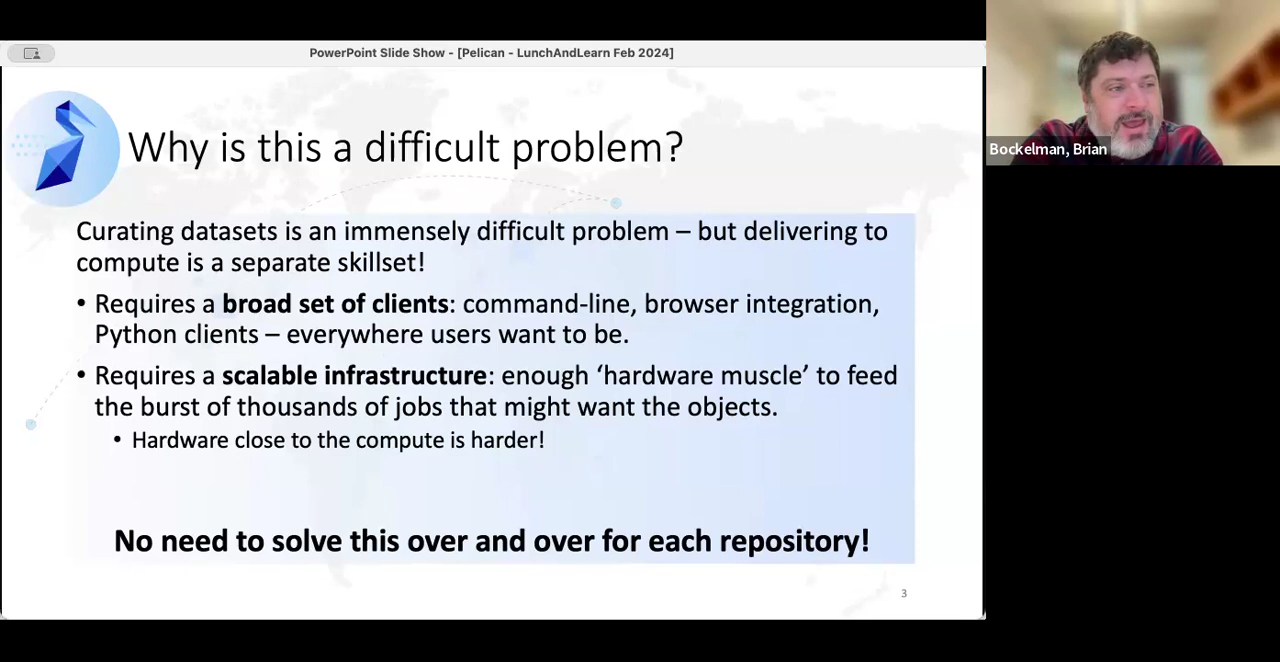 PowerPoint Slide Show - [Pelican - LunchAndLearn Feb 2024]
Why is this a difficult problem?
Curating datasets is an immensely difficult problem – but delivering to
compute is a separate skillset!
• Requires a broad set of clients: command-line, browser integration,
Python clients – everywhere users want to be.
• Requires a scalable infrastructure: enough ‘hardware muscle’ to feed
the burst of thousands of jobs that might want the objects.
• Hardware close to the compute is harder!
No need to solve this over and over for each repository!
3
Bockelman, Brian